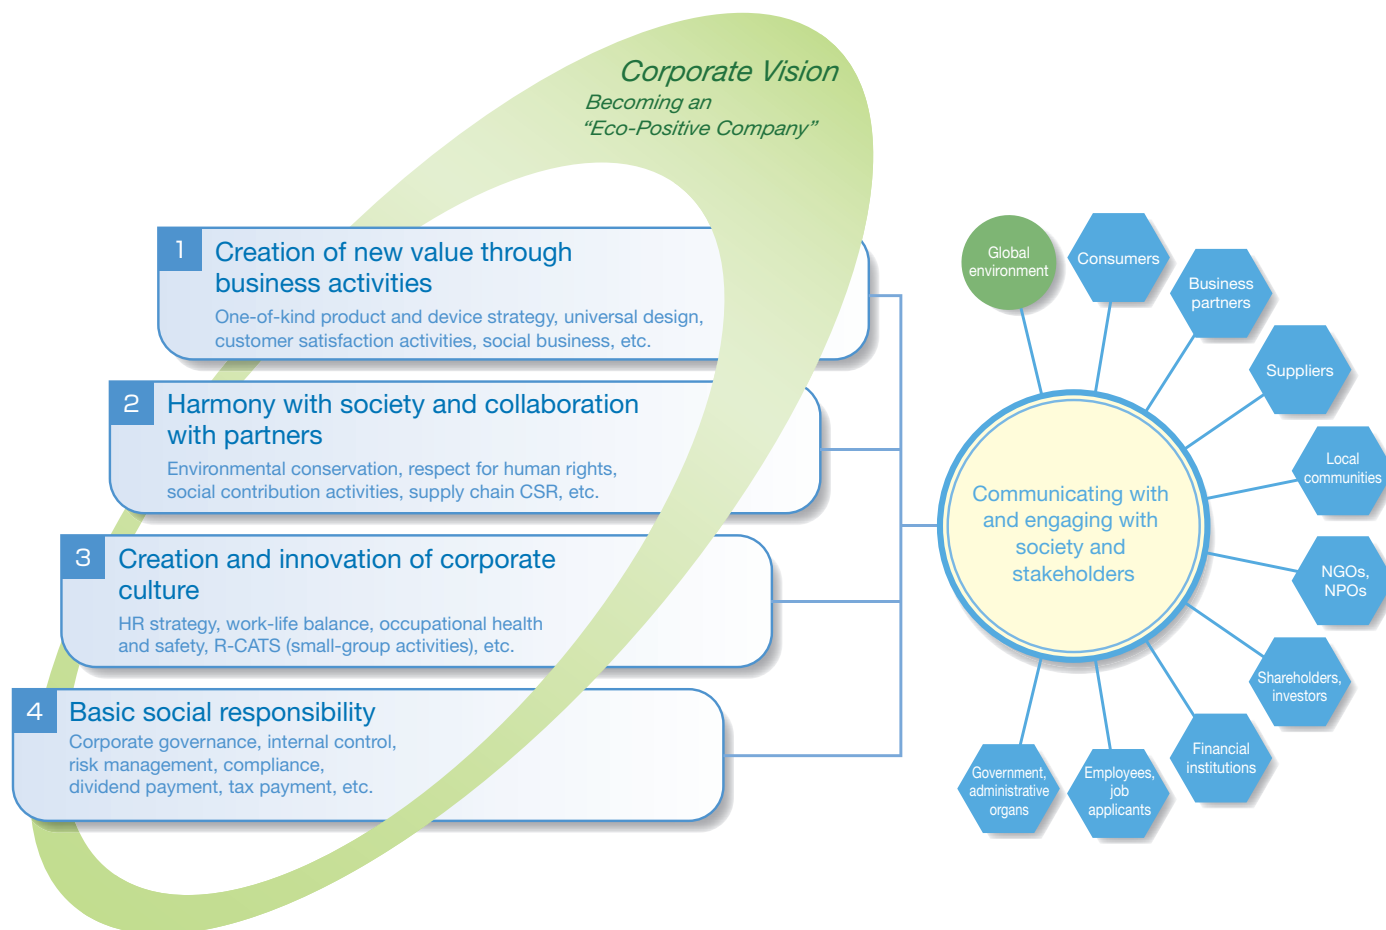 Corporate Vision
Becoming an
“Eco-Positive Company”
1
Creation of new value through
business activities
One-of-kind product and device strategy, universal design,
customer satisfaction activities, social business, etc.
2
Harmony with society and collaboration
with partners
Environmental conservation, respect for human rights,
social contribution activities, supply chain CSR, etc.
3
Creation and innovation of corporate
culture
HR strategy, work-life balance, occupational health
and safety, R-CATS (small-group activities), etc.
4
Basic social responsibility
Corporate governance, internal control,
risk management, compliance,
dividend payment, tax payment, etc.
Communicating with
and engaging with
society and
stakeholders
Global
environment
Consumers
Business
partners
Suppliers
Local
communities
NGOs,
NPOs
Shareholders,
investors
Financial
institutions
Employees,
job
applicants
Government,
administrative
organs